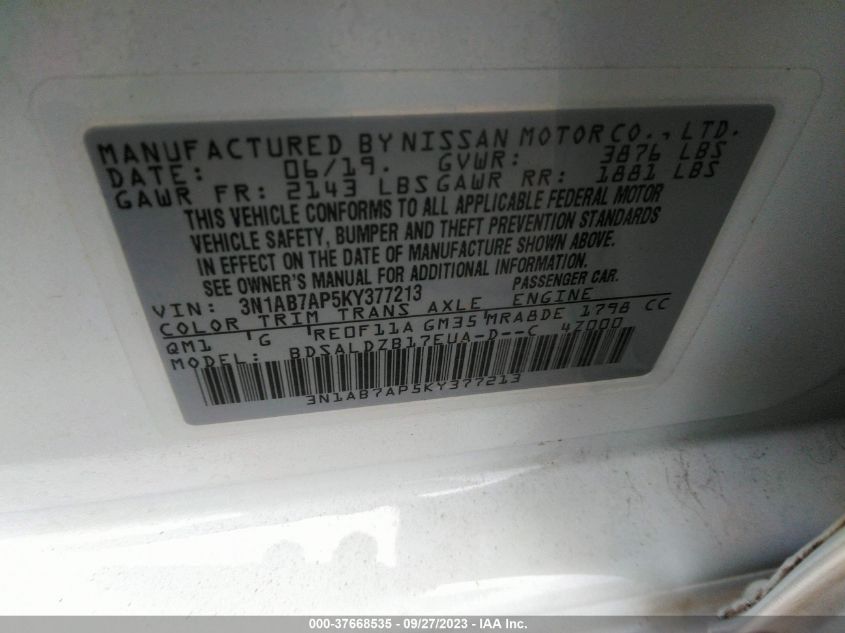 MANUFACTURED BY NISSAN MOTOR CO., LTD.
DATE: 06/19. GVWR: 3876 LBS
GAWR FR: 2143 LBS GAWR RR: 1881 LBS
THIS VEHICLE CONFORMS TO ALL APPLICABLE FEDERAL MOTOR
VEHICLE SAFETY, BUMPER AND THEFT PREVENTION STANDARDS
IN EFFECT ON THE DATE OF MANUFACTURE SHOWN ABOVE.
SEE OWNER'S MANUAL FOR ADDITIONAL INFORMATION.
VIN: 3N1AB7AP5KY377213 PASSENGER CAR.
COLOR TRIM TRANS AXLE ENGINE
QM1 'G RE0F11A GM35 'MRA8DE 1798 CC
MODEL: BDSALDZB17EUA-D--C 4Z000
3N1AB7AP5KY377213
000-37668535 - 09/27/2023 - IAA Inc.